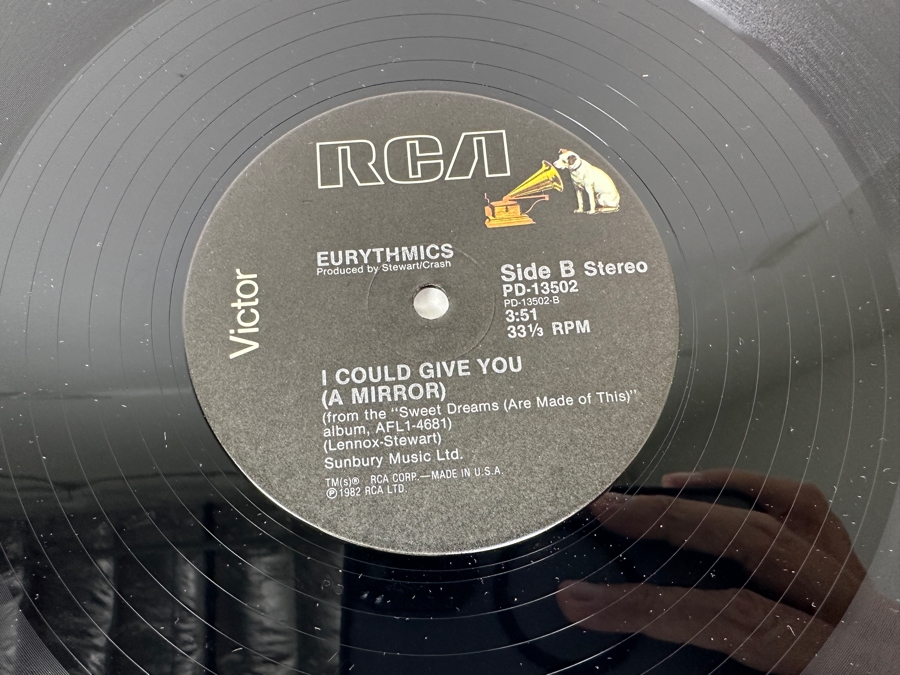 RCA
Victor
EURYTHMICS
Produced by Stewart/Crash
Side B Stereo
PD-13502
PD-13502-B
3:51
33⅓ RPM
I COULD GIVE YOU
(A MIRROR)
(from the "Sweet Dreams (Are Made of This)"
album, AFL1-4681)
(Lennox-Stewart)
Sunbury Music Ltd.
TM(s)® RCA CORP.—MADE IN U.S.A.
℗1982 RCA LTD.